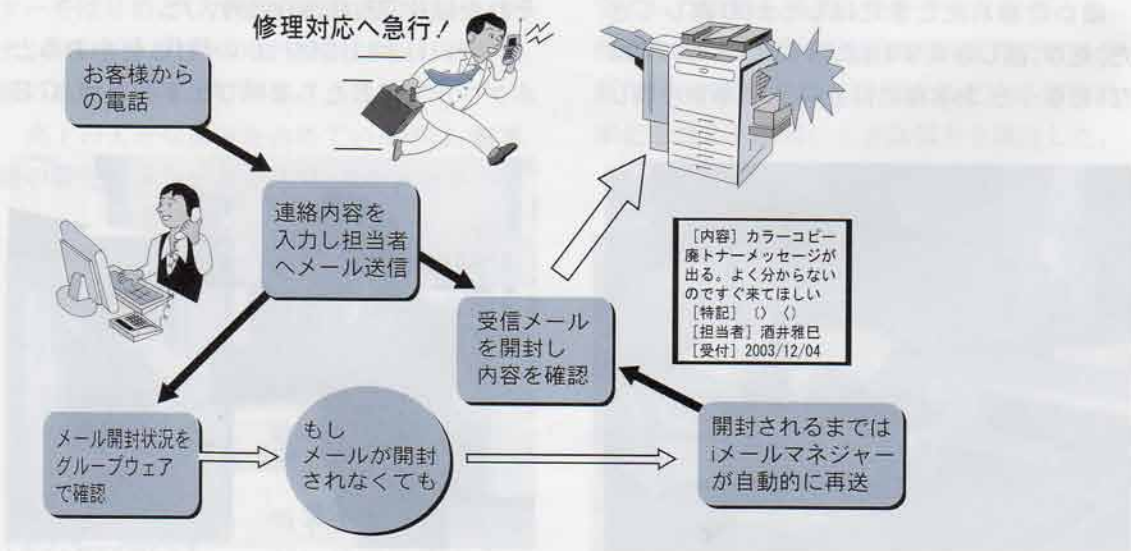 修理対応へ急行！
お客様から
の電話
連絡内容を
入力し担当者
へメール送信
［内容］カラーコピー
廃トナーメッセージが
出る。よく分からない
のですぐ来てほしい
［特記］〈〉〈〉
［担当者］酒井雅巳
［受付］2003/12/04
受信メール
を開封し
内容を確認
メール開封状況を
グループウェア
で確認
もし
メールが開封
されなくても
開封されるまでは
iメールマネジャー
が自動的に再送